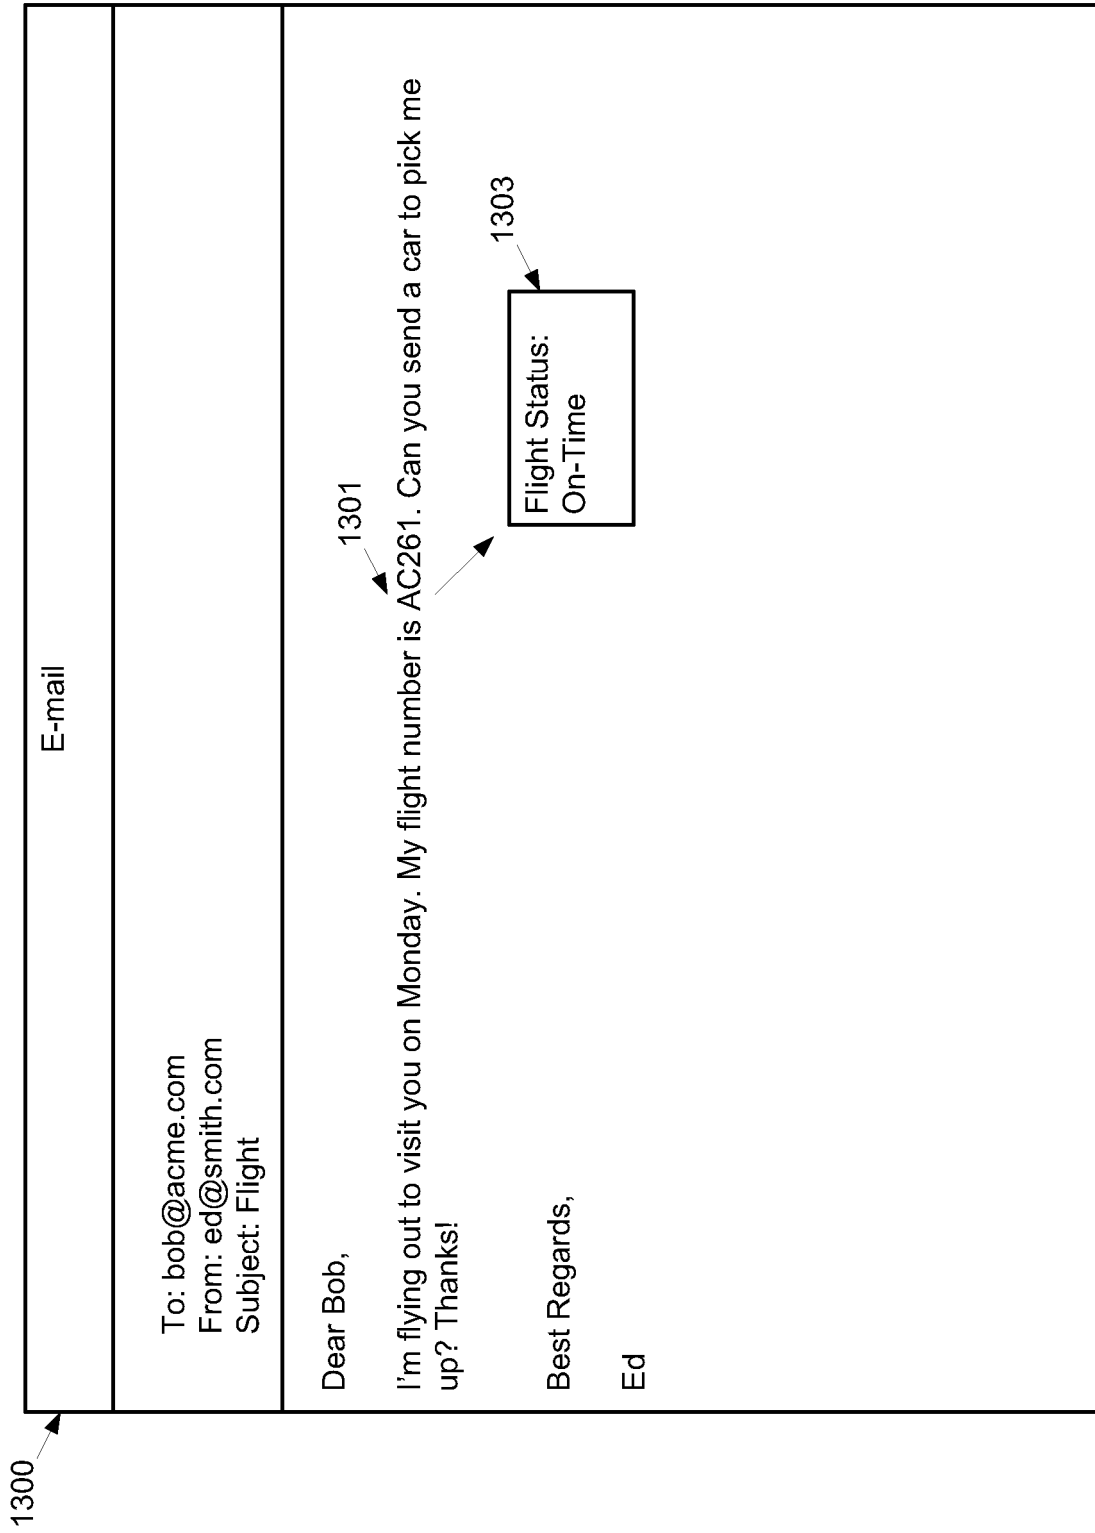 1300
E-mail
To: bob@acme.com
From: ed@smith.com
Subject: Flight
Dear Bob,
1301
I'm flying out to visit you on Monday. My flight number is AC261. Can you send a car to pick me
up? Thanks!
1303
Flight Status:
On-Time
Best Regards,
Ed